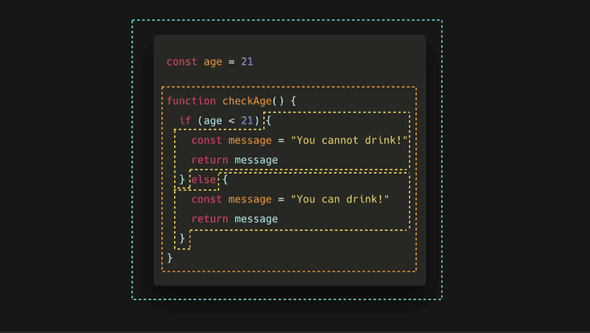 const age = 21
function checkAge() {
if (age < 21) {
const message = "You cannot drink!"
return message
} else {
const message = "You can drink!"
return message
}
}